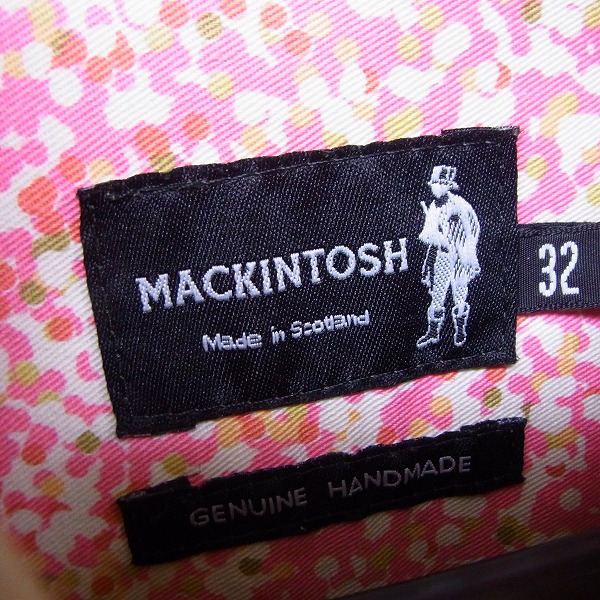 MACKINTOSH
Made in Scotland
32
GENUINE HANDMADE